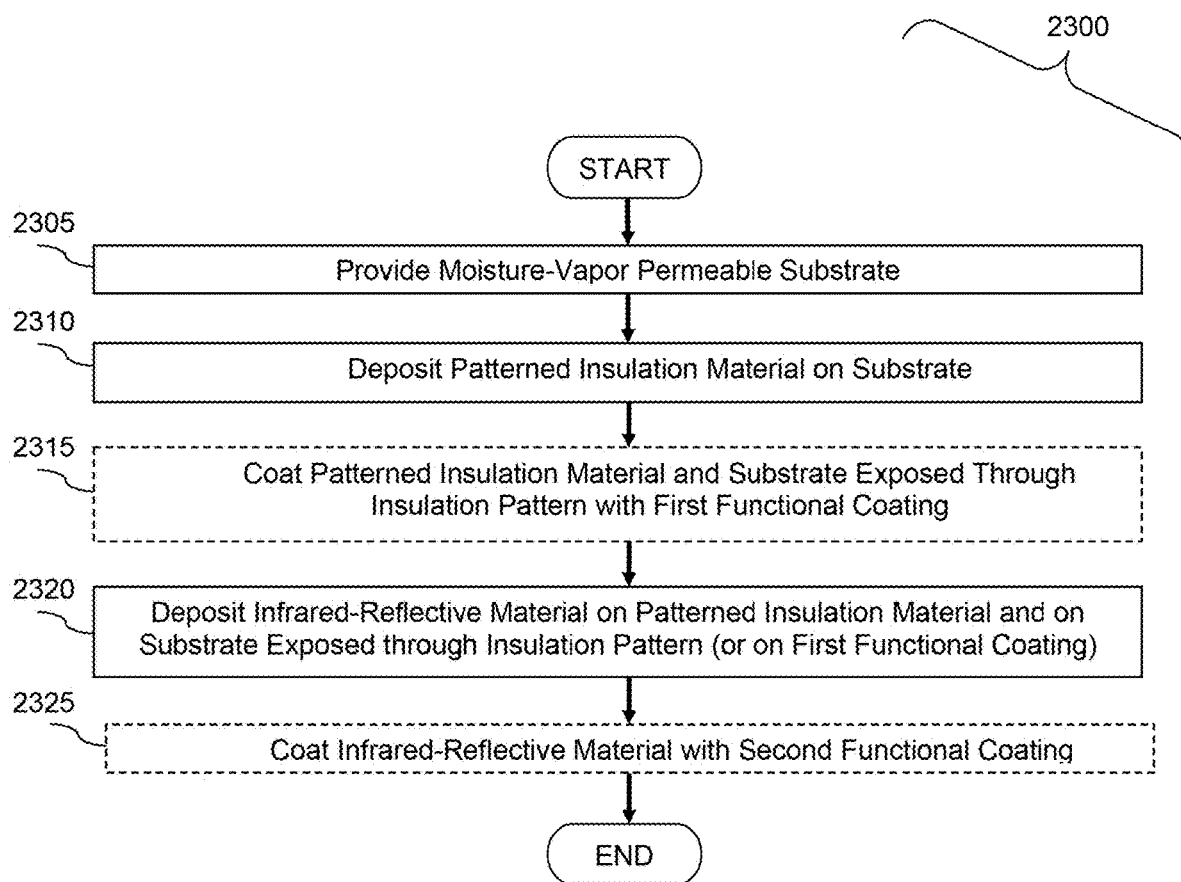 2300
START
2305
Provide Moisture-Vapor Permeable Substrate
2310
Deposit Patterned Insulation Material on Substrate
2315
Coat Patterned Insulation Material and Substrate Exposed Through
Insulation Pattern with First Functional Coating
2320
Deposit Infrared-Reflective Material on Patterned Insulation Material and on
Substrate Exposed through Insulation Pattern (or on First Functional Coating)
2325
Coat Infrared-Reflective Material with Second Functional Coating
END